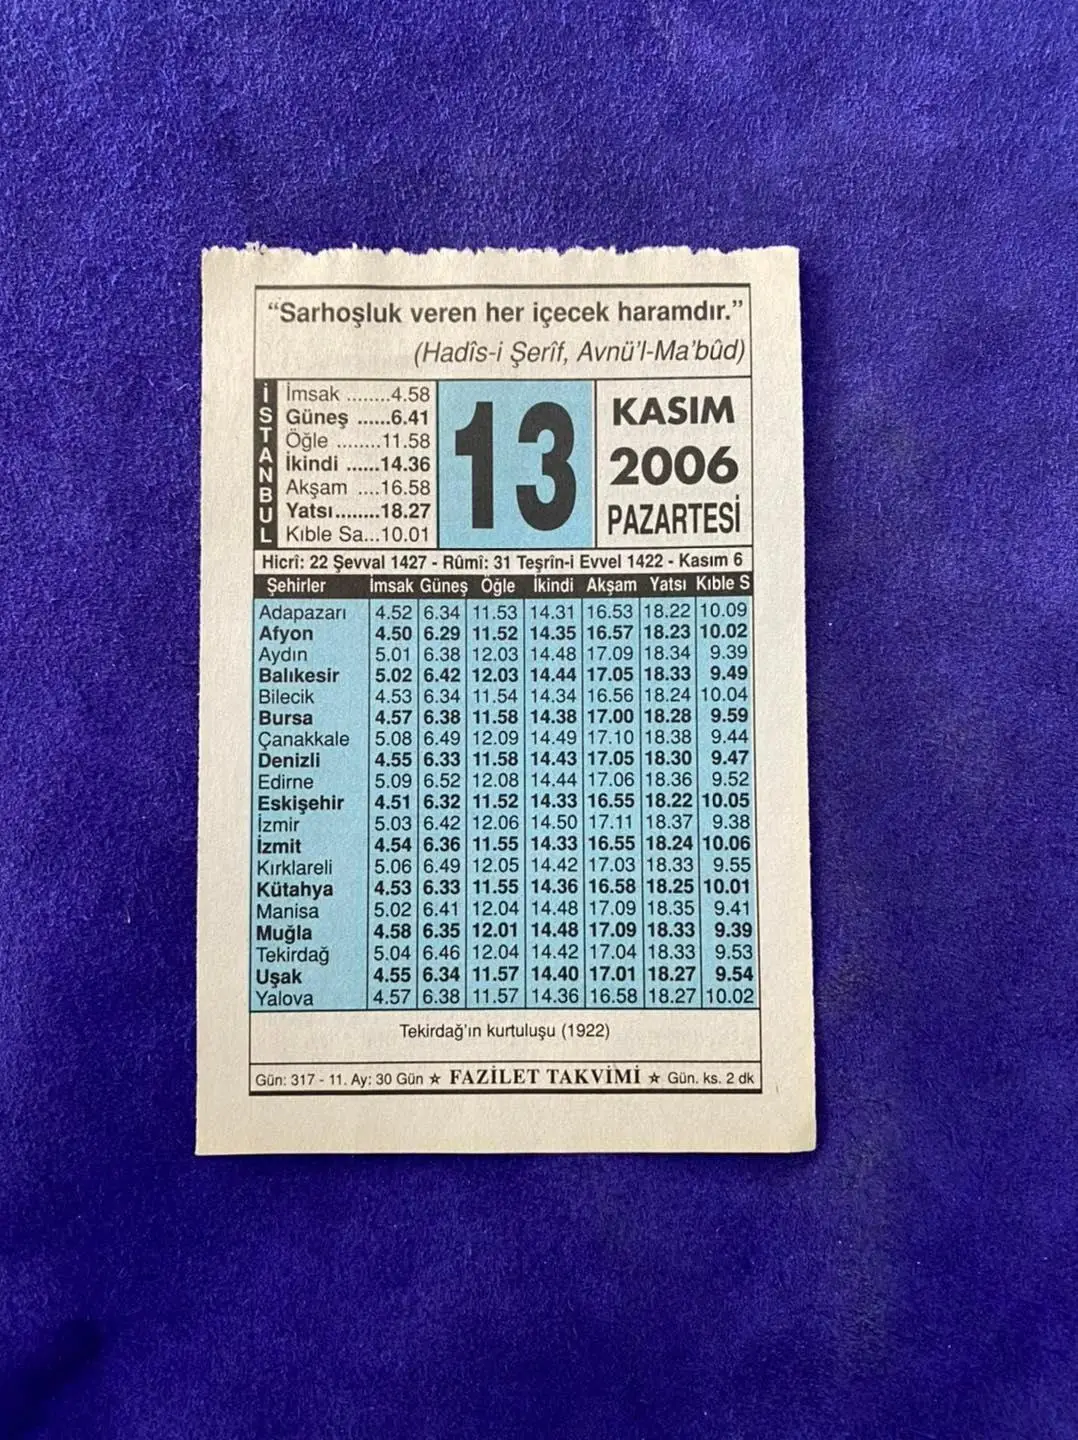 “Sarhoşluk veren her içecek haramdır.”
(Hadîs-i Şerîf, Avnü’l-Ma’bûd)
İSTANBUL
İmsak ........4.58
Güneş ......6.41
Öğle ........11.58
İkindi ......14.36
Akşam ....16.58
Yatsı........18.27
Kıble Sa...10.01
13
KASIM
2006
PAZARTESİ
Hicrî: 22 Şevval 1427 - Rûmî: 31 Teşrîn-i Evvel 1422 - Kasım 6
Şehirler İmsak Güneş Öğle İkindi Akşam Yatsı Kıble S
Adapazarı 4.52 6.34 11.53 14.31 16.53 18.22 10.09
Afyon 4.50 6.29 11.52 14.35 16.57 18.23 10.02
Aydın 5.01 6.38 12.03 14.48 17.09 18.34 9.39
Balıkesir 5.02 6.42 12.03 14.44 17.05 18.33 9.49
Bilecik 4.53 6.34 11.54 14.34 16.56 18.24 10.04
Bursa 4.57 6.38 11.58 14.38 17.00 18.28 9.59
Çanakkale 5.08 6.49 12.09 14.49 17.10 18.38 9.44
Denizli 4.55 6.33 11.58 14.43 17.05 18.30 9.47
Edirne 5.09 6.52 12.08 14.44 17.06 18.36 9.52
Eskişehir 4.51 6.32 11.52 14.33 16.55 18.22 10.05
İzmir 5.03 6.42 12.06 14.50 17.11 18.37 9.38
İzmit 4.54 6.36 11.55 14.33 16.55 18.24 10.06
Kırklareli 5.06 6.49 12.05 14.42 17.03 18.33 9.55
Kütahya 4.53 6.33 11.55 14.36 16.58 18.25 10.01
Manisa 5.02 6.41 12.04 14.48 17.09 18.35 9.41
Muğla 4.58 6.35 12.01 14.48 17.09 18.33 9.39
Tekirdağ 5.04 6.46 12.04 14.42 17.04 18.33 9.53
Uşak 4.55 6.34 11.57 14.40 17.01 18.27 9.54
Yalova 4.57 6.38 11.57 14.36 16.58 18.27 10.02
Tekirdağ’ın kurtuluşu (1922)
Gün: 317 - 11. Ay: 30 Gün ☆ FAZİLET TAKVİMİ ☆ Gün. ks. 2 dk